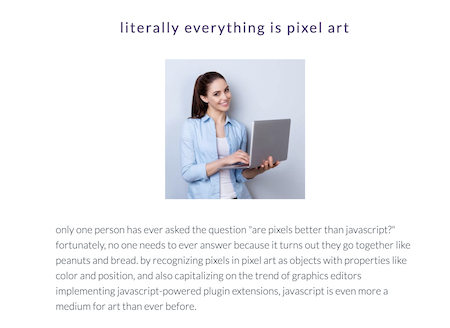 literally everything is pixel art
only one person has ever asked the question "are pixels better than javascript?"
fortunately, no one needs to ever answer because it turns out they go together like
peanuts and bread. by recognizing pixels in pixel art as objects with properties like
color and position, and also capitalizing on the trend of graphics editors
implementing javascript-powered plugin extensions, javascript is even more a
medium for art than ever before.